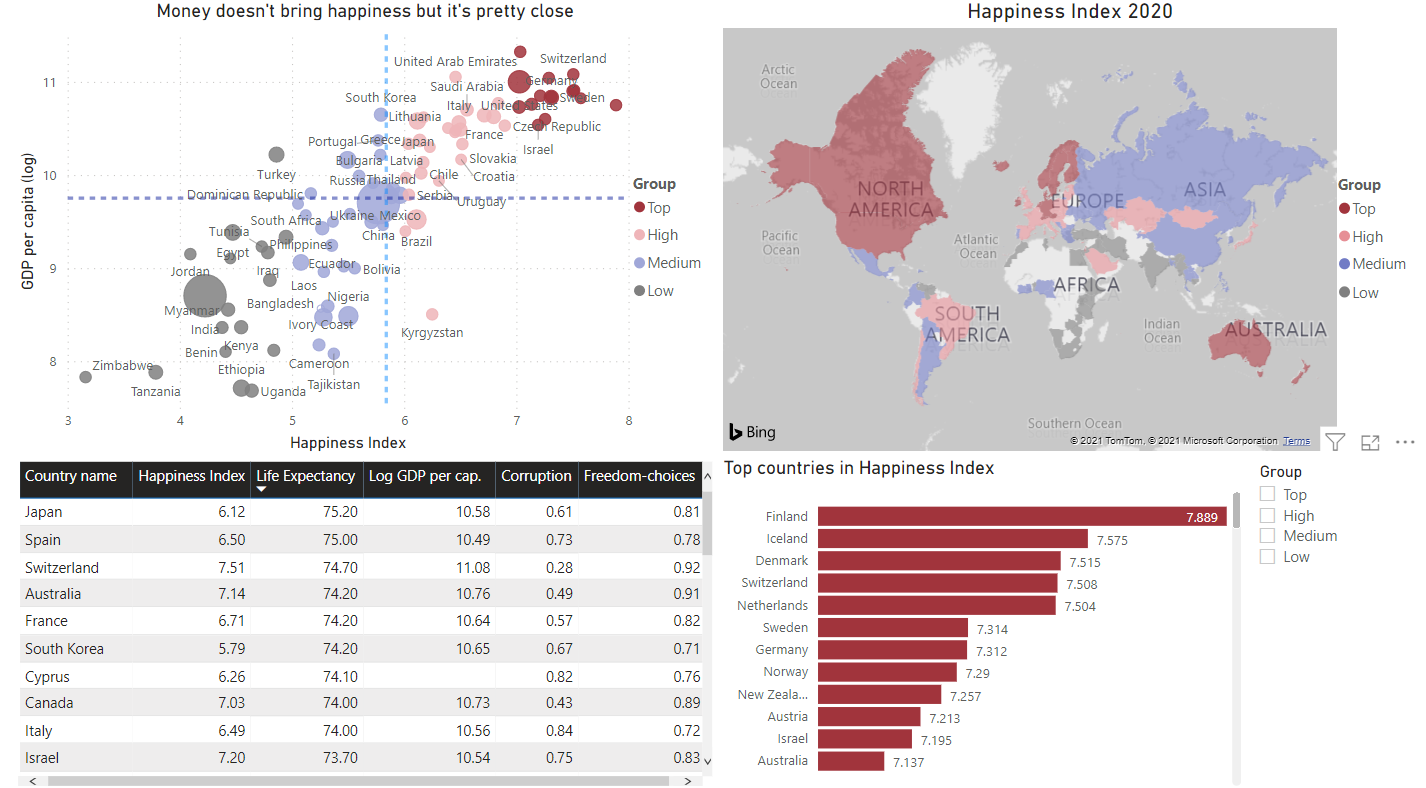 Money doesn't bring happiness but it's pretty close
GDP per capita (log)
11
10
9
8
3 4 5 6 7 8
Happiness Index
Switzerland
United Arab Emirates
Germany
Saudi Arabia
South Korea
Italy
United States
Sweden
Lithuania
Czech Republic
France
Portugal
Greece
Japan
Israel
Bulgaria
Latvia
Slovakia
Turkey
Chile
Croatia
Russia
Thailand
Dominican Republic
Serbia
Uruguay
South Africa
Ukraine
Mexico
Tunisia
China
Brazil
Philippines
Egypt
Ecuador
Jordan
Iraq
Bolivia
Laos
Bangladesh
Nigeria
Myanmar
Ivory Coast
India
Kyrgyzstan
Kenya
Benin
Cameroon
Zimbabwe
Ethiopia
Tajikistan
Tanzania
Uganda
Group
Top
High
Medium
Low
Happiness Index 2020
Arctic
Ocean
NORTH
AMERICA
EUROPE
ASIA
Pacific
Ocean
Atlantic
Ocean
AFRICA
SOUTH
AMERICA
Indian
Ocean
AUSTRALIA
Southern Ocean
Bing
© 2021 TomTom, © 2021 Microsoft Corporation Terms
Group
Top
High
Medium
Low
Country name Happiness Index Life Expectancy Log GDP per cap. Corruption Freedom-choices
Japan 6.12 75.20 10.58 0.61 0.81
Spain 6.50 75.00 10.49 0.73 0.78
Switzerland 7.51 74.70 11.08 0.28 0.92
Australia 7.14 74.20 10.76 0.49 0.91
France 6.71 74.20 10.64 0.57 0.82
South Korea 5.79 74.20 10.65 0.67 0.71
Cyprus 6.26 74.10 0.82 0.76
Canada 7.03 74.00 10.73 0.43 0.89
Italy 6.49 74.00 10.56 0.84 0.72
Israel 7.20 73.70 10.54 0.75 0.83
Top countries in Happiness Index
Finland 7.889
Iceland 7.575
Denmark 7.515
Switzerland 7.508
Netherlands 7.504
Sweden 7.314
Germany 7.312
Norway 7.29
New Zeala... 7.257
Austria 7.213
Israel 7.195
Australia 7.137
Group
Top
High
Medium
Low